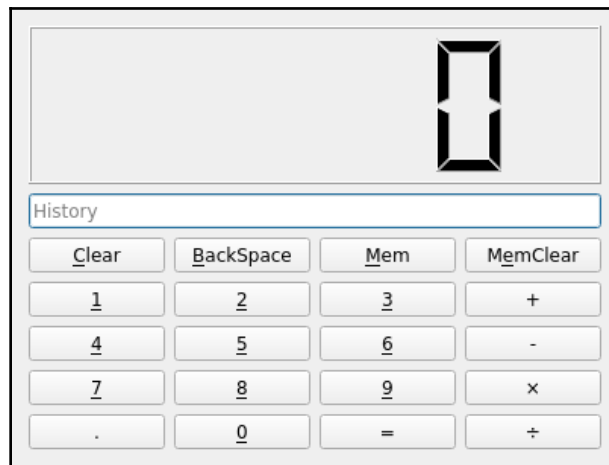 0
History
Clear BackSpace Mem MemClear
1 2 3 +
4 5 6 -
7 8 9 ×
. 0 = ÷